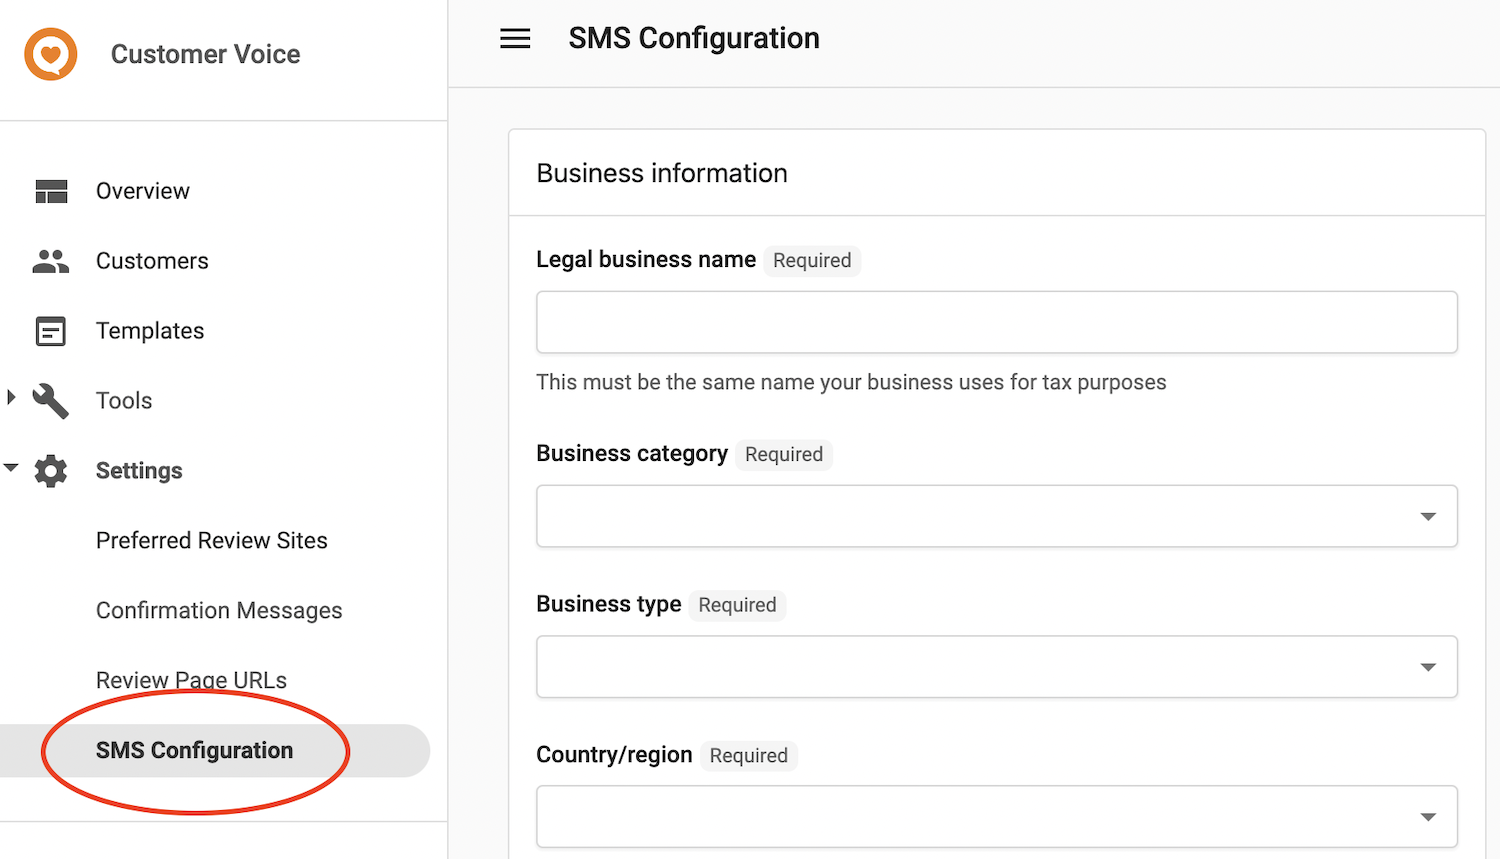 Customer Voice
SMS Configuration
Overview
Customers
Templates
Tools
Settings
Preferred Review Sites
Confirmation Messages
Review Page URLs
SMS Configuration
Business information
Legal business name Required
This must be the same name your business uses for tax purposes
Business category Required
Business type Required
Country/region Required